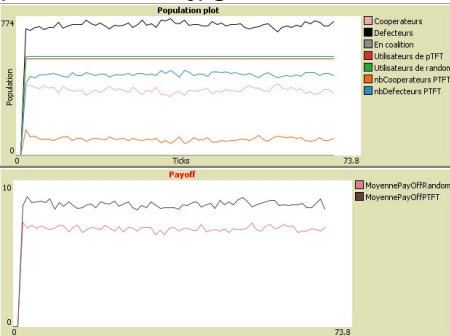 Population plot
774
Population
0
0
Ticks
73.8
Cooperateurs
Defecteurs
En coalition
Utilisateurs de pTFT
Utilisateurs de random
nbCooperateurs PTFT
nbDefecteurs PTFT
Payoff
10
0
0
73.8
MoyennePayOffRandom
MoyennePayOffPTFT